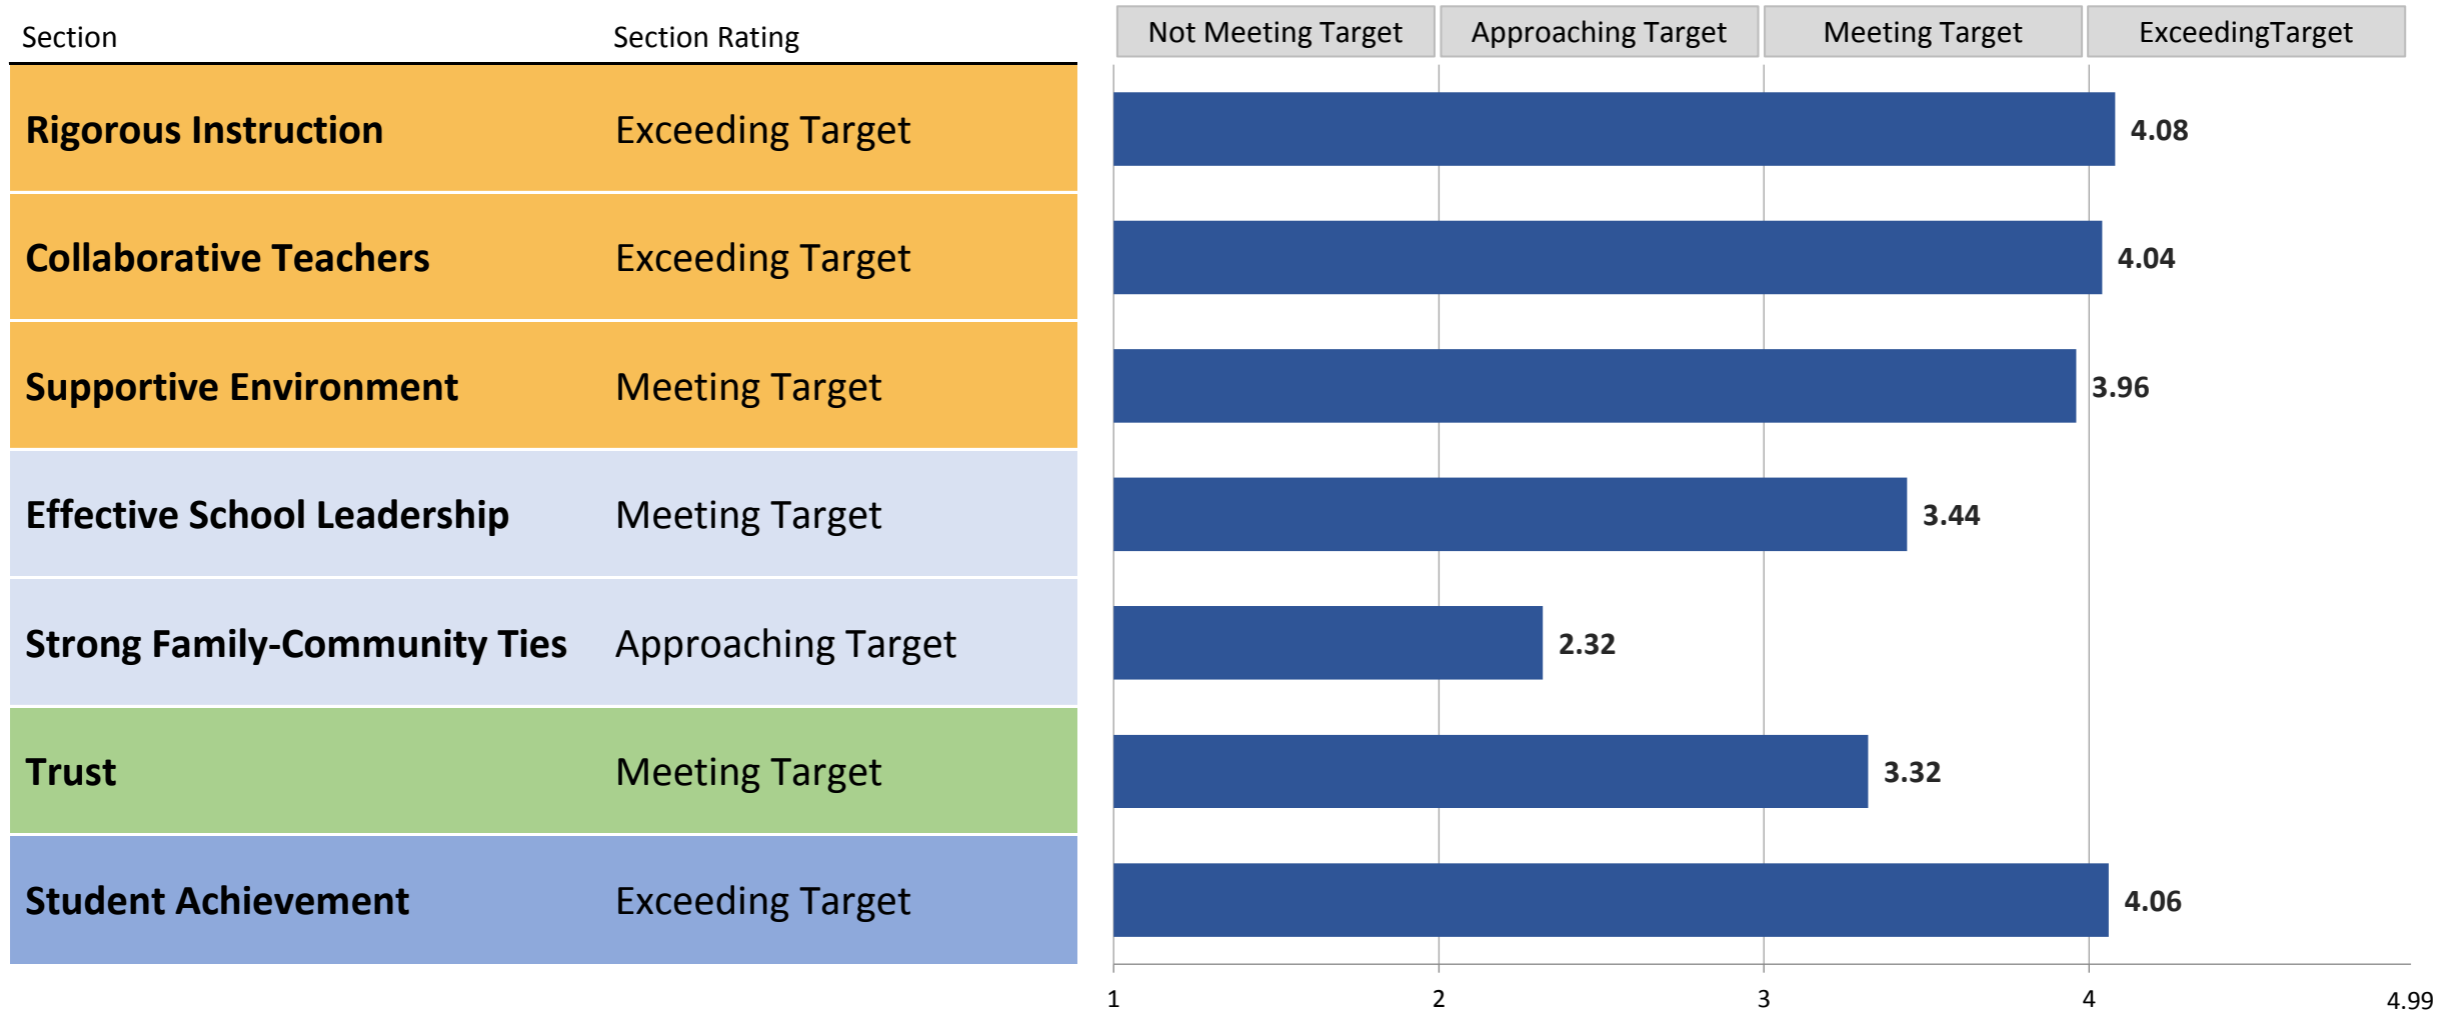 Section Section Rating Not Meeting Target Approaching Target Meeting Target ExceedingTarget
Rigorous Instruction Exceeding Target 4.08
Collaborative Teachers Exceeding Target 4.04
Supportive Environment Meeting Target 3.96
Effective School Leadership Meeting Target 3.44
Strong Family-Community Ties Approaching Target 2.32
Trust Meeting Target 3.32
Student Achievement Exceeding Target 4.06
1 2 3 4 4.99